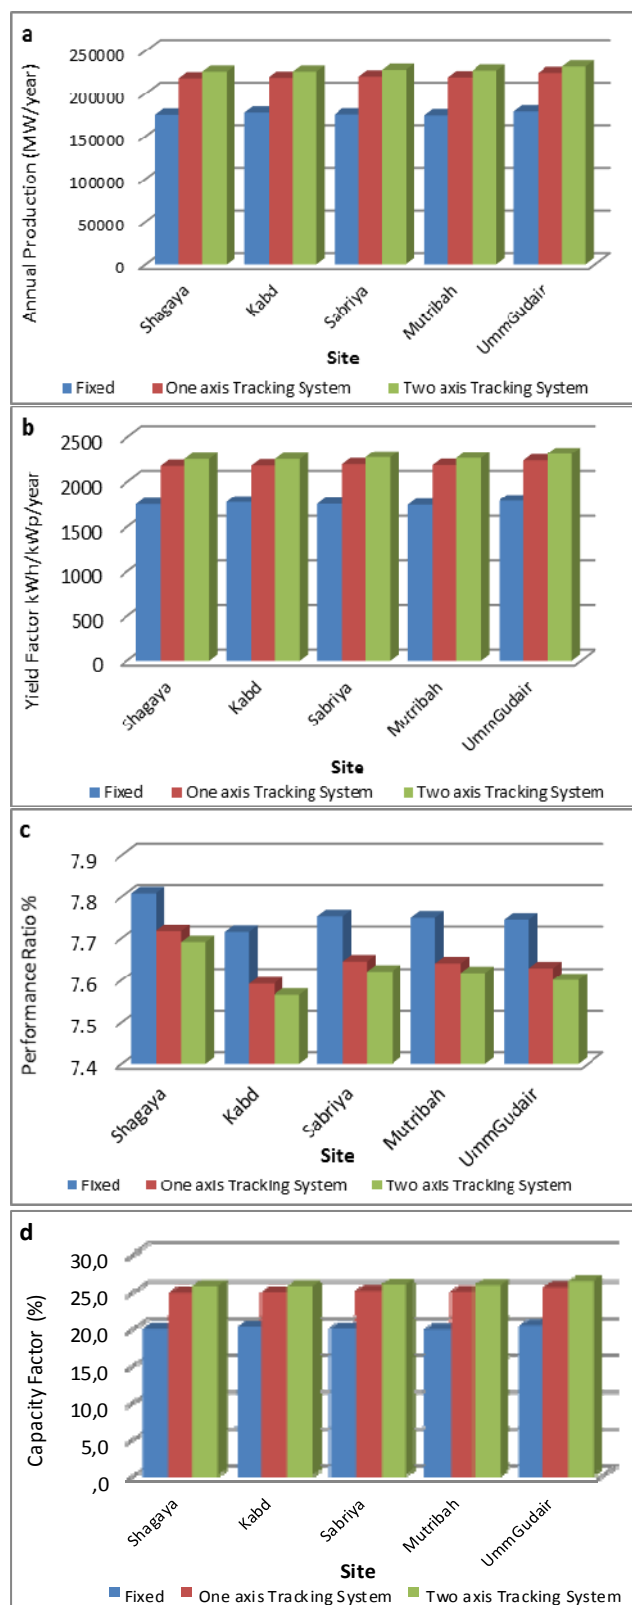 a
Annual Production (MW/year)
250000
200000
150000
100000
50000
0
Shagaya
Kabd
Sabriya
Mutribah
UmmGudair
Site
Fixed
One axis Tracking System
Two axis Tracking System
b
Yield Factor kWh/kWp/year
2500
2000
1500
1000
500
0
Shagaya
Kabd
Sabriya
Mutribah
UmmGudair
Site
Fixed
One axis Tracking System
Two axis Tracking System
c
Performance Ratio %
7.9
7.8
7.7
7.6
7.5
7.4
Shagaya
Kabd
Sabriya
Mutribah
UmmGudair
Site
Fixed
One axis Tracking System
Two axis Tracking System
d
Capacity Factor (%)
30,0
25,0
20,0
15,0
10,0
5,0
,0
Shagaya
Kabd
Sabriya
Mutribah
UmmGudair
Site
Fixed
One axis Tracking System
Two axis Tracking System